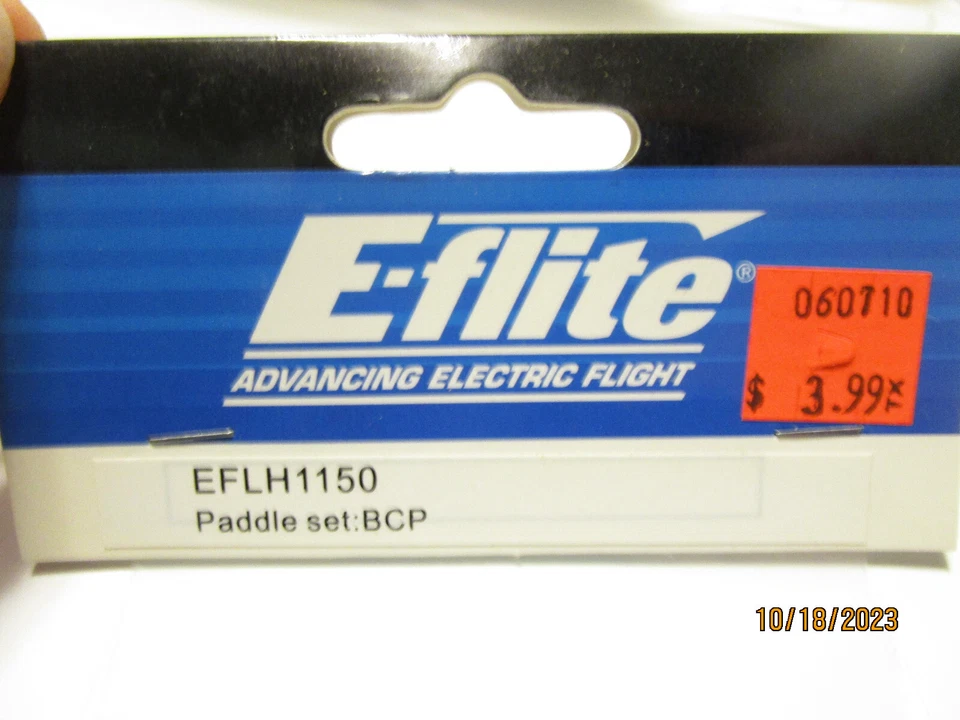 E-flite®
ADVANCING ELECTRIC FLIGHT
060710
$ 3.99
EFLH1150
Paddle set:BCP
10/18/2023